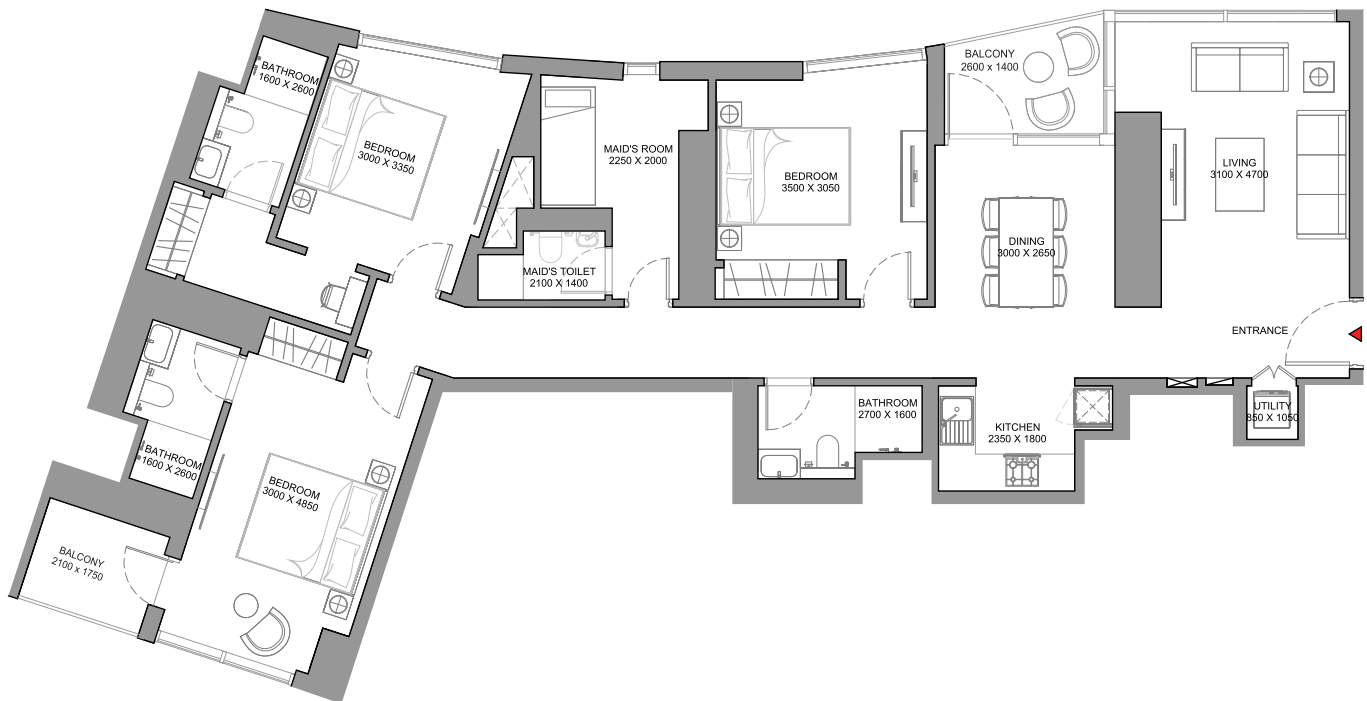 BATHROOM
1600 X 2600
BEDROOM
3000 X 3350
MAID'S ROOM
2250 X 2000
BEDROOM
3500 X 3050
BALCONY
2600 x 1400
LIVING
3100 X 4700
DINING
3000 X 2650
MAID'S TOILET
2100 X 1400
ENTRANCE
BATHROOM
2700 X 1600
KITCHEN
2350 X 1800
UTILITY
850 X 1050
BATHROOM
1600 X 2600
BEDROOM
3000 X 4850
BALCONY
2100 x 1750